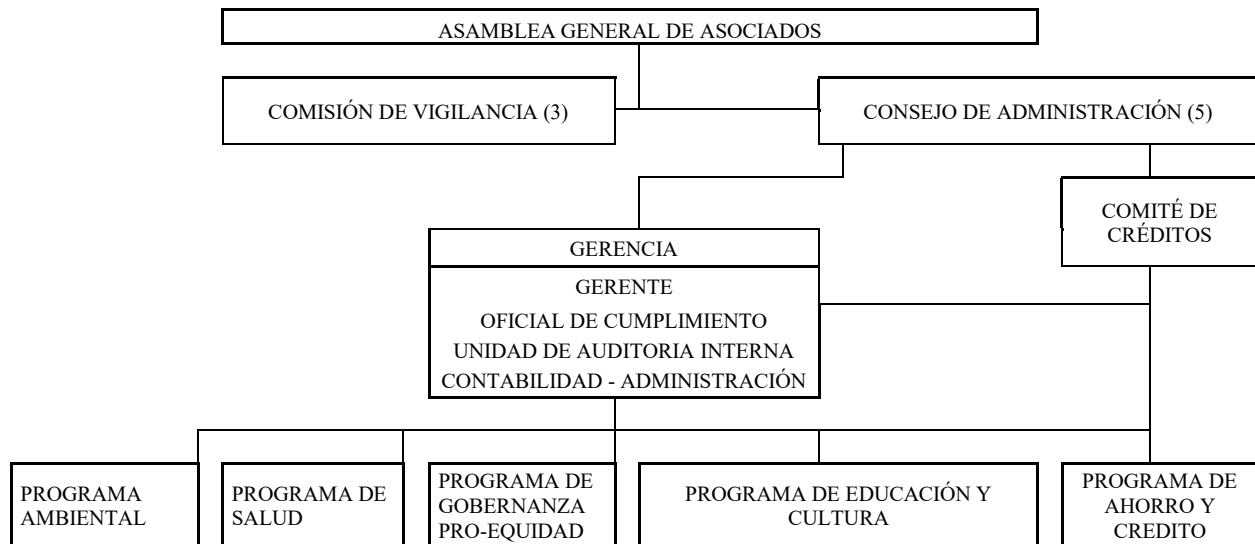 ASAMBLEA GENERAL DE ASOCIADOS
COMISIÓN DE VIGILANCIA (3)
CONSEJO DE ADMINISTRACIÓN (5)
COMITÉ DE
CRÉDITOS
GERENCIA
GERENTE
OFICIAL DE CUMPLIMIENTO
UNIDAD DE AUDITORIA INTERNA
CONTABILIDAD - ADMINISTRACIÓN
PROGRAMA
AMBIENTAL
PROGRAMA DE
SALUD
PROGRAMA DE
GOBERNANZA
PRO-EQUIDAD
PROGRAMA DE EDUCACIÓN Y
CULTURA
PROGRAMA DE
AHORRO Y
CREDITO